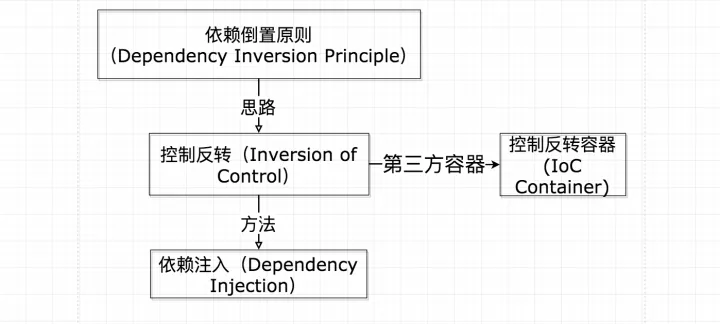 依赖倒置原则
（Dependency Inversion Principle）
思路
控制反转（Inversion of
Control）
第三方容器
控制反转容器
(IoC
Container)
方法
依赖注入（Dependency
Injection）